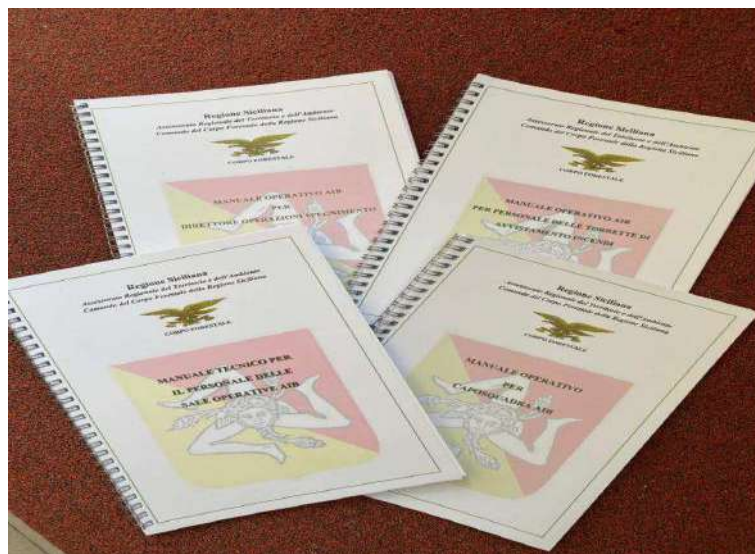 Regione Siciliana
Assessorato Regionale del Territorio e dell'Ambiente
Comando del Corpo Forestale della Regione Siciliana
CORPO FORESTALE
MANUALE OPERATIVO AIB
PER
DIRETTORE OPERAZIONI SPEGNIMENTO
Regione Siciliana
Assessorato Regionale del Territorio e dell'Ambiente
Comando del Corpo Forestale della Regione Siciliana
CORPO FORESTALE
MANUALE OPERATIVO AIB
PER PERSONALE DELLE TORRETTE DI
AVVISTAMENTO INCENDI
Regione Siciliana
Assessorato Regionale del Territorio e dell'Ambiente
Comando del Corpo Forestale della Regione Siciliana
CORPO FORESTALE
MANUALE TECNICO PER
IL PERSONALE DELLE
SALE OPERATIVE AIB
Regione Siciliana
Assessorato Regionale del Territorio e dell'Ambiente
Comando del Corpo Forestale della Regione Siciliana
CORPO FORESTALE
MANUALE OPERATIVO
PER
CAPOSQUADRA AIB